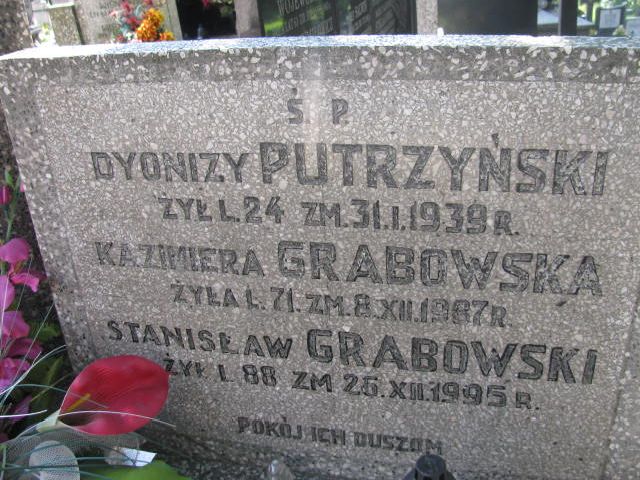 Ś P.
DYONIZY PUTRZYŃSKI
ŻYŁ L.24 ZM.31.I.1939 R.
KAZIMIERA GRABOWSKA
ŻYŁA L.71. ZM.8.XII.1987 R.
STANISŁAW GRABOWSKI
ŻYŁ L 88 ZM 26.XII.1995 R.
POKÓJ ICH DUSZOM